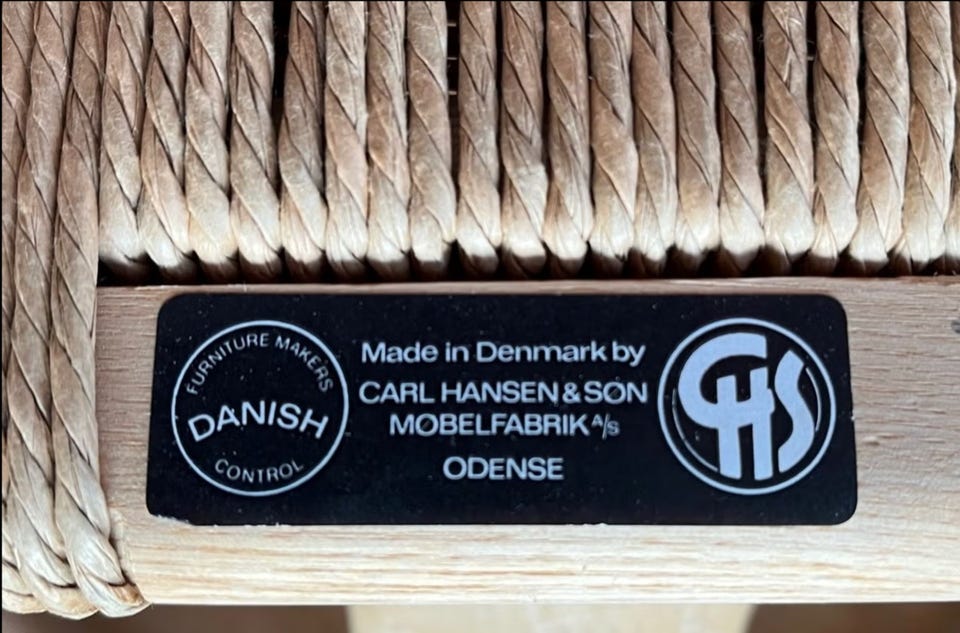 FURNITURE MAKERS
DANISH
CONTROL
Made in Denmark by
CARL HANSEN & SØN
MØBELFABRIK A/s
ODENSE
CHS